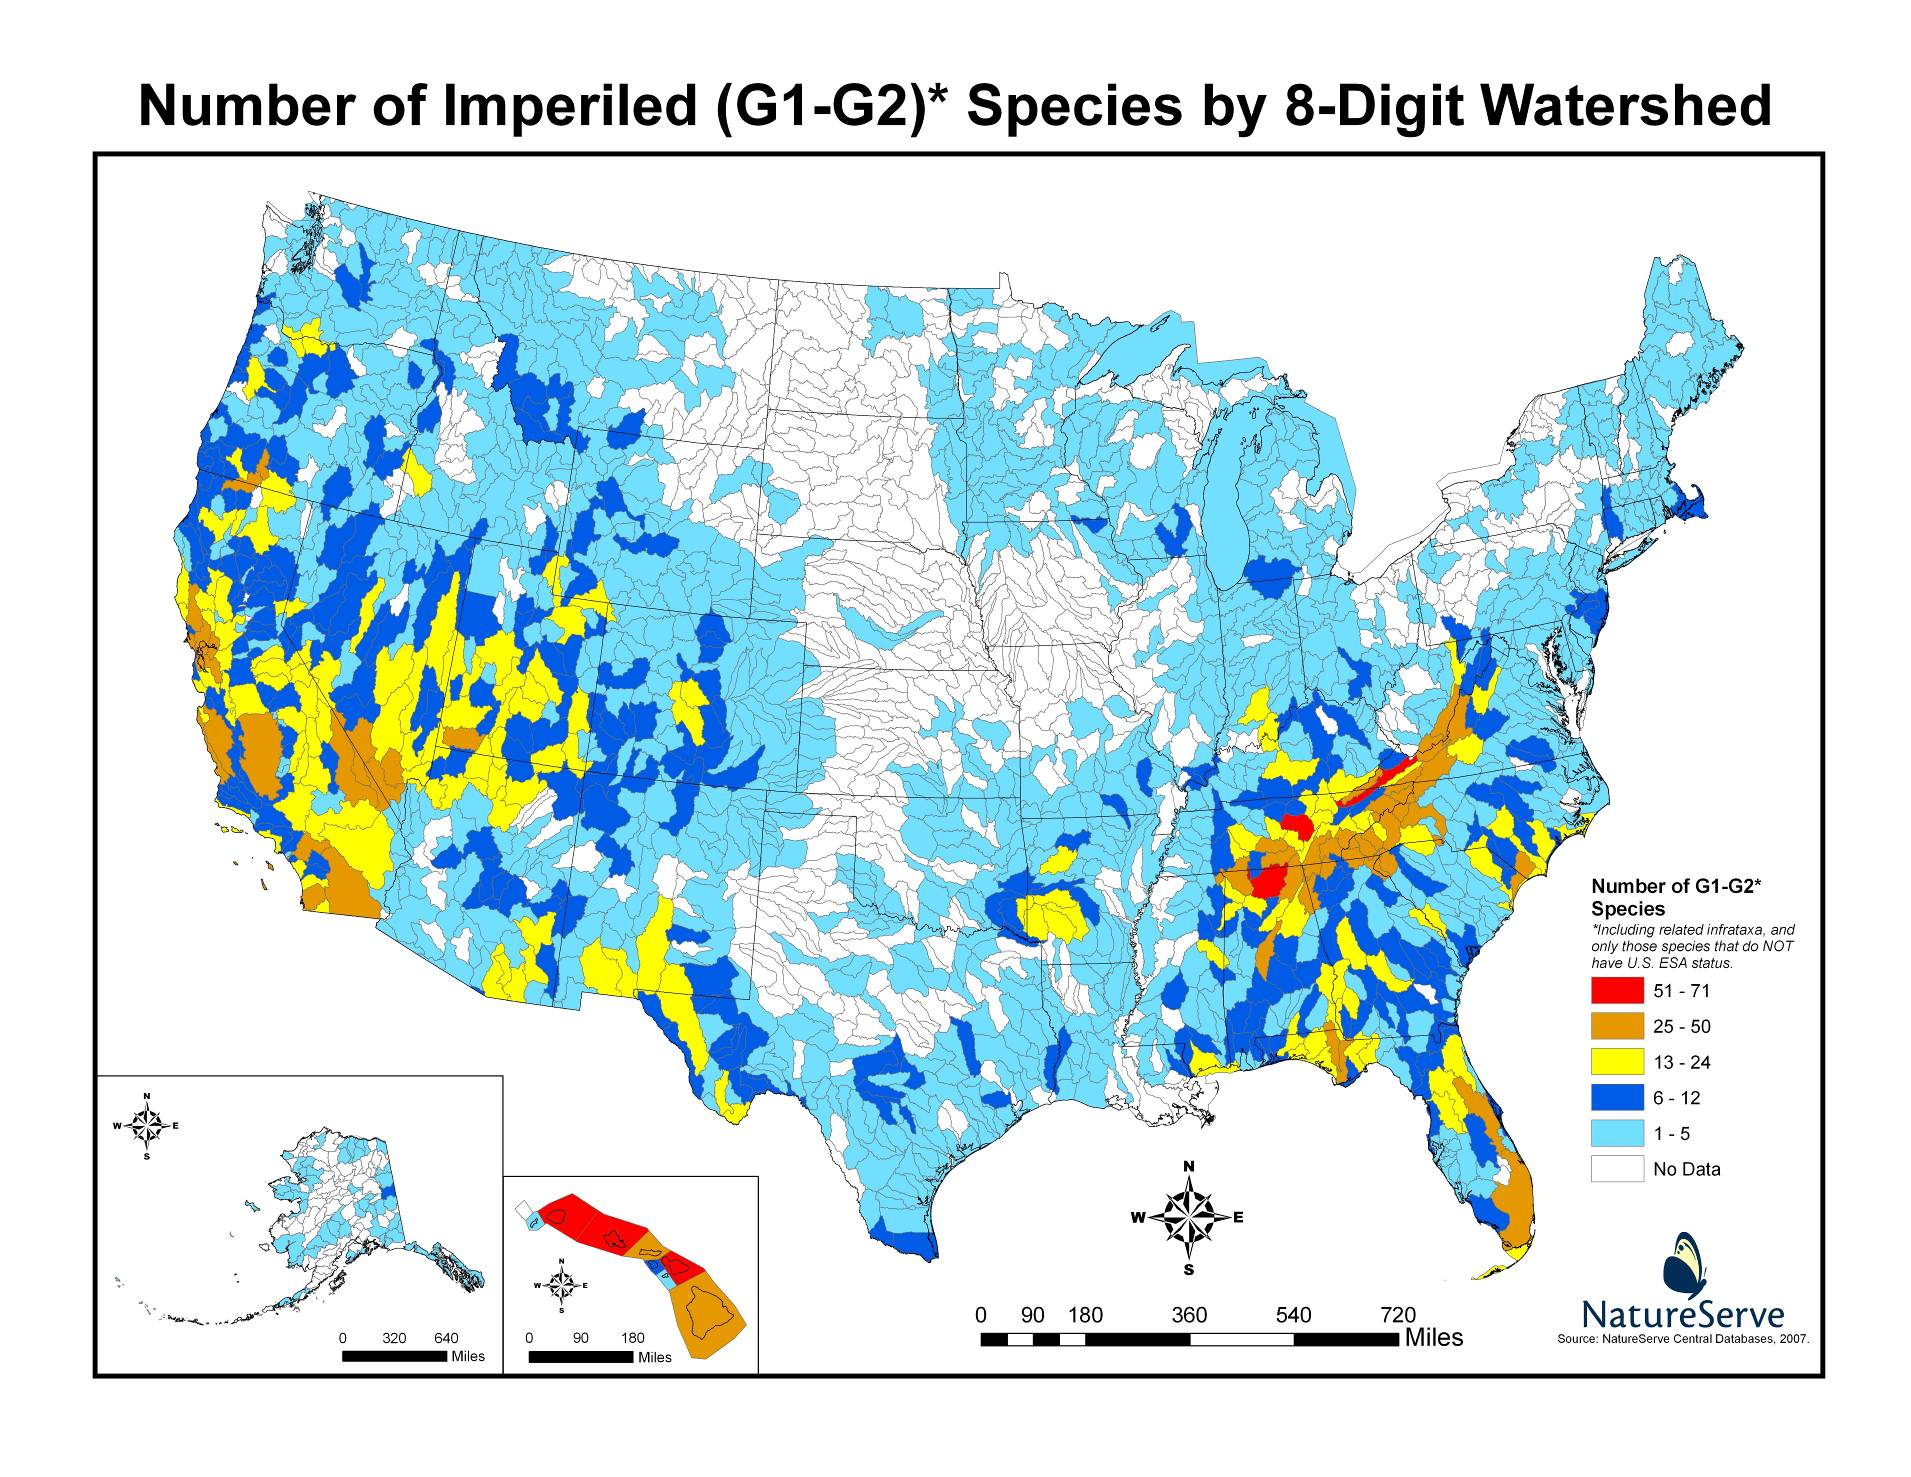 Number of Imperiled (G1-G2)* Species by 8-Digit Watershed
Number of G1-G2*
Species
*Including related infrataxa, and
only those species that do NOT
have U.S. ESA status.
51 - 71
25 - 50
13 - 24
6 - 12
1 - 5
No Data
N
W E
S
0 320 640
Miles
N
W E
S
0 90 180
Miles
N
W E
S
0 90 180 360 540 720
Miles
NatureServe
Source: NatureServe Central Databases, 2007.